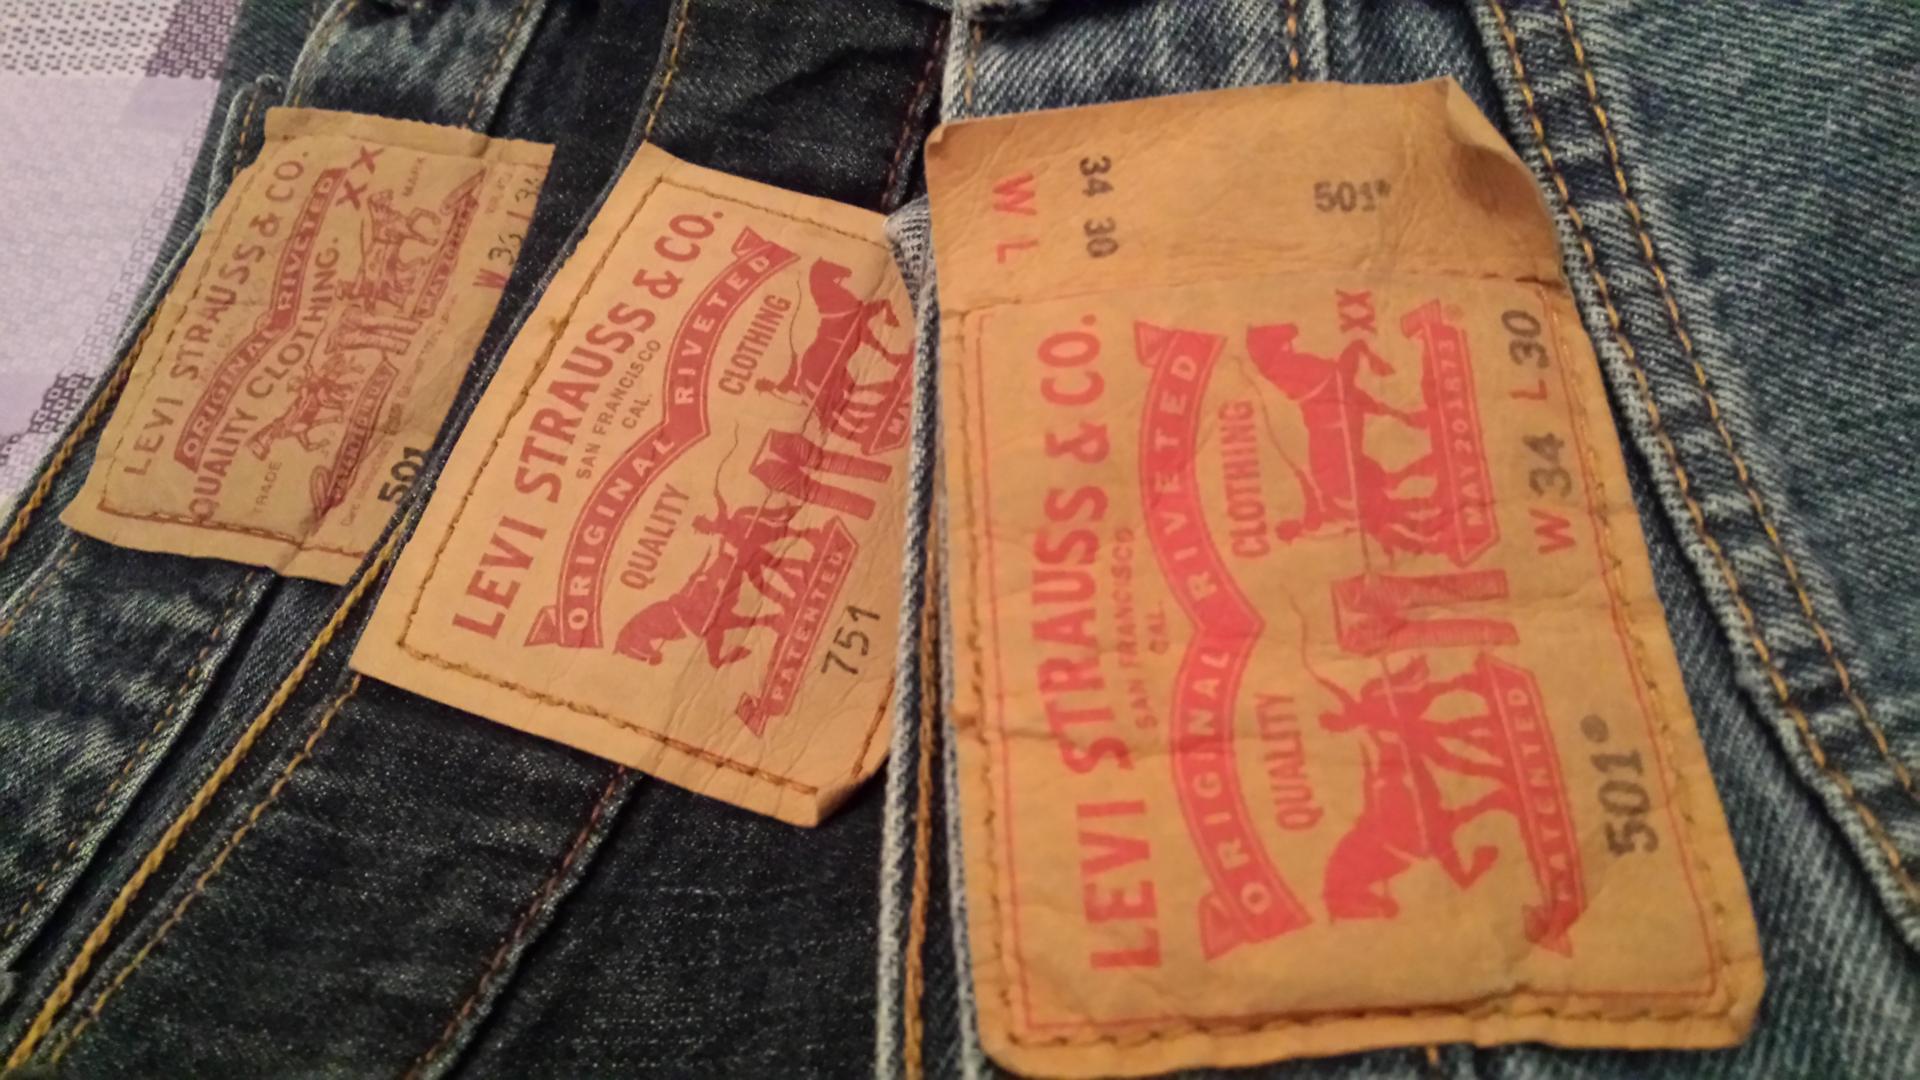 LEVI STRAUSS & CO.
ORIGINAL RIVETED
QUALITY CLOTHING.
XX
TRADE MARK
501
W 36 L 34
LEVI STRAUSS & CO.
SAN FRANCISCO
CAL.
ORIGINAL RIVETED
QUALITY CLOTHING
PATENTED
751
W L
34 30
501®
LEVI STRAUSS & CO.
SAN FRANCISCO
CAL.
ORIGINAL RIVETED
QUALITY CLOTHING
XX
PATENTED MAY 20 1873
®
501® W 34 L 30